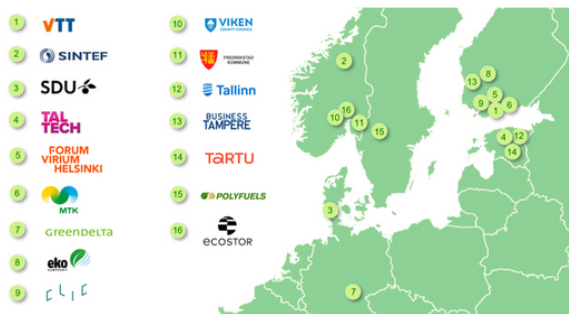 1 VTT
2 SINTEF
3 SDU
4 TAL
TECH
5 FORUM
VIRIUM
HELSINKI
6 MTK
7 GREENDELTA
8 eko
9 CLIC
10 VIKEN
11 FREDRIKSTAD
KOMMUNE
12 Tallinn
13 BUSINESS
TAMPERE
14 TARTU
15 POLYFUELS
16 ECOSTOR
2
8
13
5
9
6
1
16
10
11
15
4
12
14
3
7